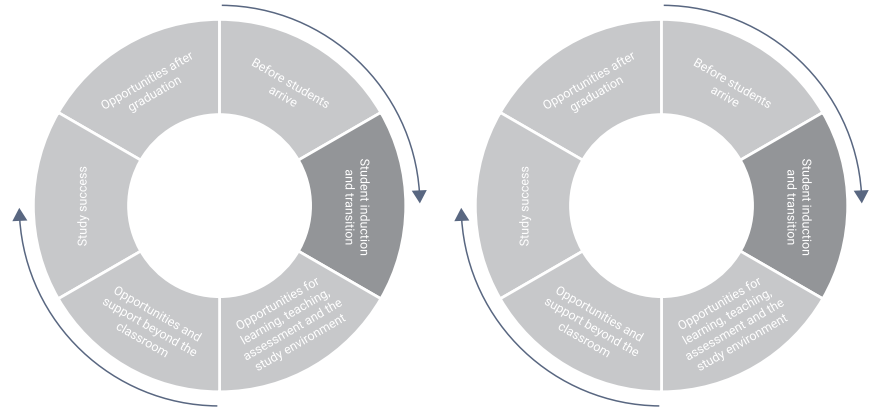 Before students
arrive
Student induction
and transition
Opportunities for
learning, teaching,
assessment and the
study environment
Opportunities and
support beyond the
classroom
Study success
Opportunities after
graduation
Before students
arrive
Student induction
and transition
Opportunities for
learning, teaching,
assessment and the
study environment
Opportunities and
support beyond the
classroom
Study success
Opportunities after
graduation